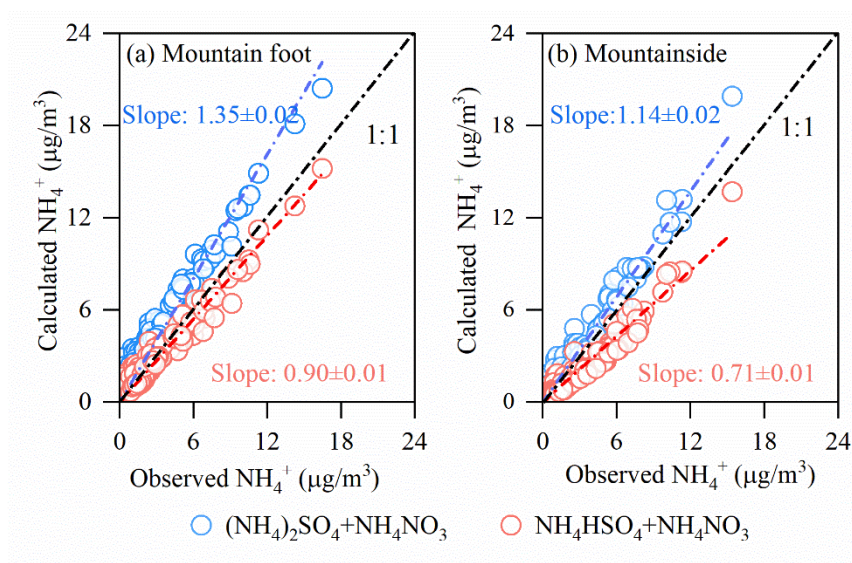 (a) Mountain foot
(b) Mountainside
24
18
12
6
0
24
18
12
6
0
Slope: 1.35±0.02
Slope:1.14±0.02
1:1
1:1
Slope: 0.90±0.01
Slope: 0.71±0.01
Calculated NH₄⁺ (μg/m³)
Calculated NH₄⁺ (μg/m³)
0 6 12 18 24
0 6 12 18 24
Observed NH₄⁺ (μg/m³)
Observed NH₄⁺ (μg/m³)
(NH₄)₂SO₄+NH₄NO₃
NH₄HSO₄+NH₄NO₃